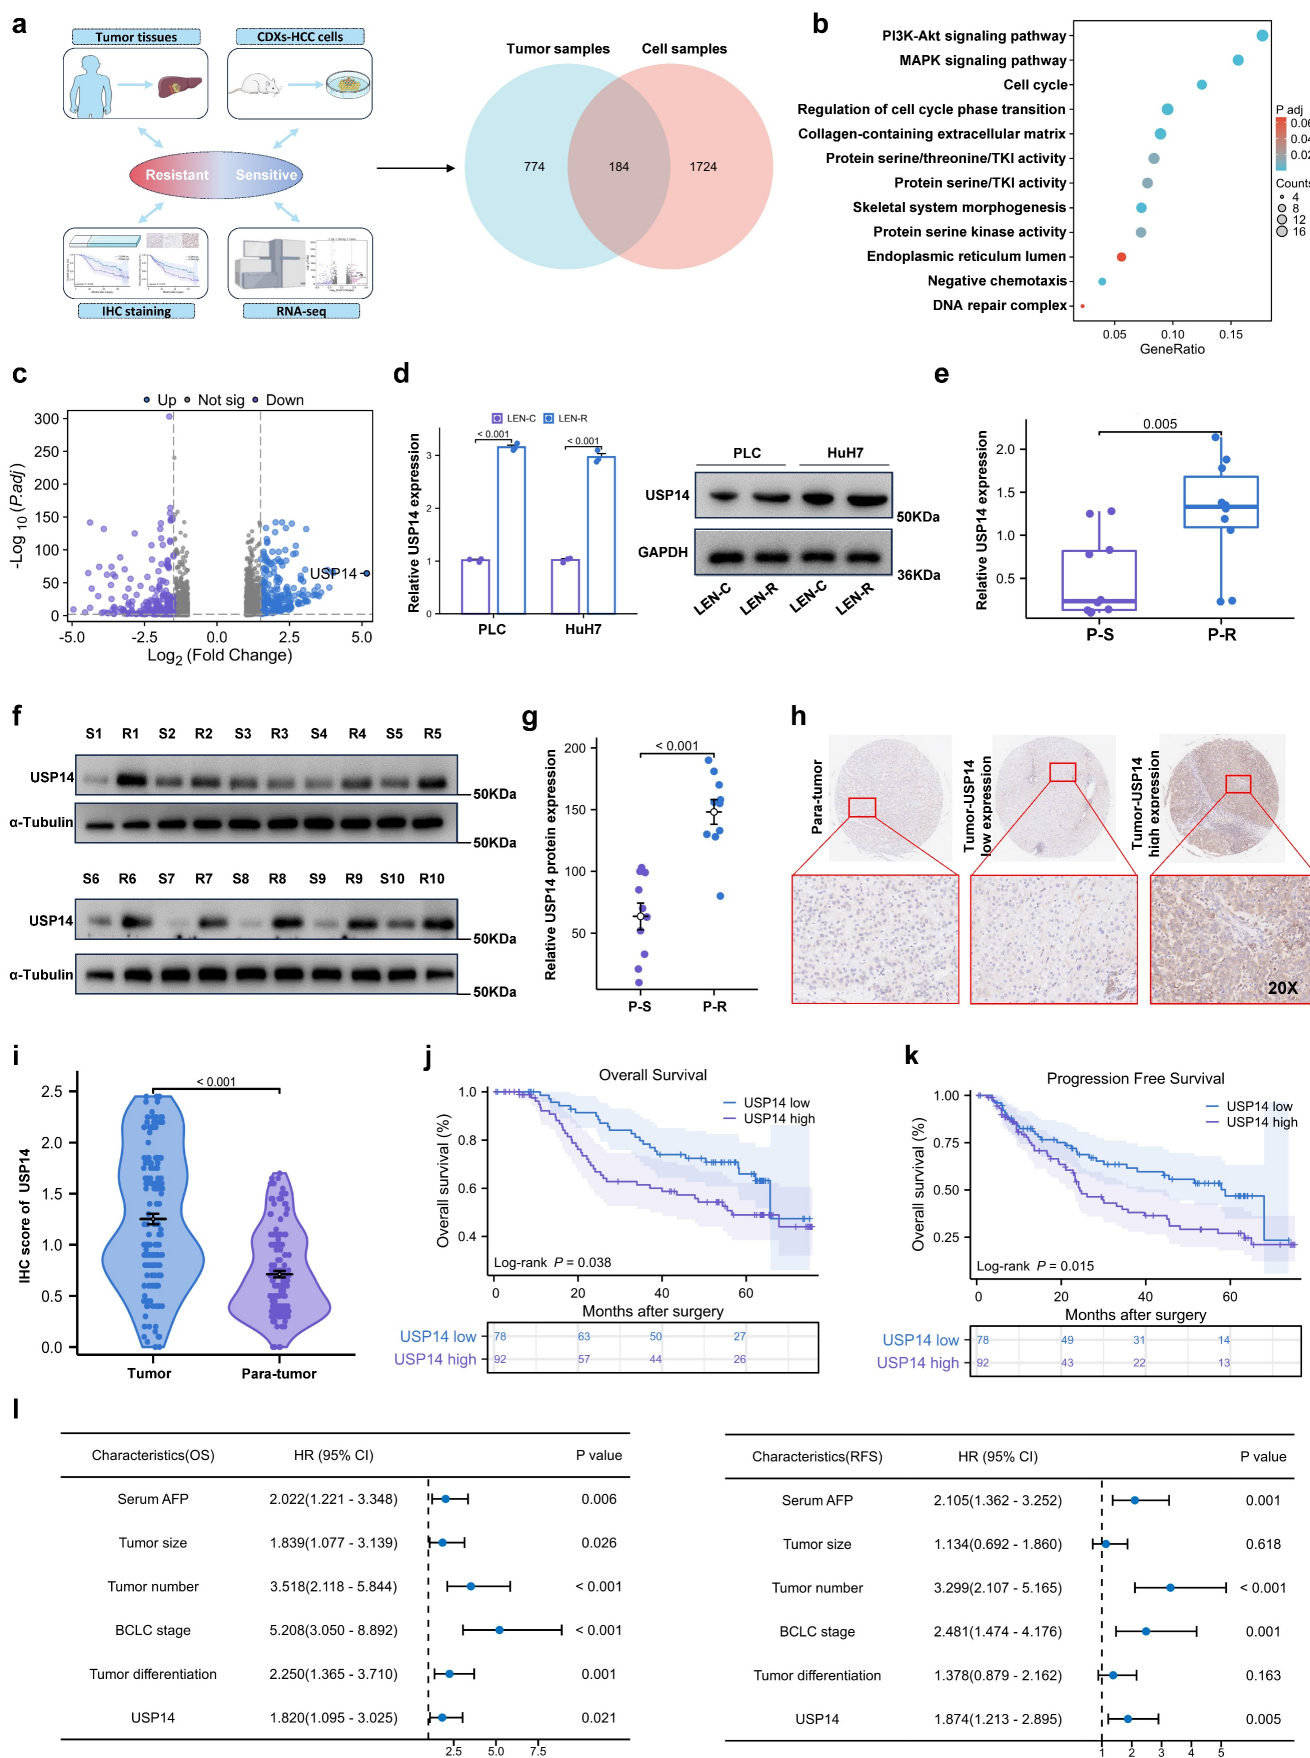 a
Tumor tissues
CDXs-HCC cells
Resistant
Sensitive
IHC staining
RNA-seq
Tumor samples
Cell samples
774
184
1724
b
PI3K-Akt signaling pathway
MAPK signaling pathway
Cell cycle
Regulation of cell cycle phase transition
Collagen-containing extracellular matrix
Protein serine/threonine/TKI activity
Protein serine/TKI activity
Skeletal system morphogenesis
Protein serine kinase activity
Endoplasmic reticulum lumen
Negative chemotaxis
DNA repair complex
0.05 0.10 0.15
GeneRatio
P adj
0.06
0.04
0.02
Counts
4
8
12
16
c
Up Not sig Down
300
250
200
150
100
50
0
-Log 10 (P.adj)
USP14
-5.0 -2.5 0.0 2.5 5.0
Log2 (Fold Change)
d
LEN-C LEN-R
< 0.001 < 0.001
3
2
1
0
Relative USP14 expression
PLC HuH7
PLC HuH7
USP14
50KDa
GAPDH
36KDa
LEN-C LEN-R LEN-C LEN-R
e
0.005
2.0
1.5
1.0
0.5
Relative USP14 expression
P-S P-R
f
S1 R1 S2 R2 S3 R3 S4 R4 S5 R5
USP14
50KDa
α-Tubulin
50KDa
S6 R6 S7 R7 S8 R8 S9 R9 S10 R10
USP14
50KDa
α-Tubulin
50KDa
g
< 0.001
200
150
100
50
Relative USP14 protein expression
P-S P-R
h
Para-tumor
Tumor-USP14
low expression
Tumor-USP14
high expression
20X
i
< 0.001
2.5
2.0
1.5
1.0
0.5
0.0
IHC score of USP14
Tumor Para-tumor
j
Overall Survival
1.0
0.8
0.6
0.4
Overall survival (%)
USP14 low
USP14 high
Log-rank P = 0.038
0 20 40 60
Months after surgery
USP14 low 78 63 50 27
USP14 high 92 57 44 26
k
Progression Free Survival
1.00
0.75
0.50
0.25
Overall survival (%)
USP14 low
USP14 high
Log-rank P = 0.015
0 20 40 60
Months after surgery
USP14 low 78 49 31 14
USP14 high 92 43 22 13
l
Characteristics(OS) HR (95% CI) P value
Serum AFP 2.022(1.221 - 3.348) 0.006
Tumor size 1.839(1.077 - 3.139) 0.026
Tumor number 3.518(2.118 - 5.844) < 0.001
BCLC stage 5.208(3.050 - 8.892) < 0.001
Tumor differentiation 2.250(1.365 - 3.710) 0.001
USP14 1.820(1.095 - 3.025) 0.021
2.5 5.0 7.5
Characteristics(RFS) HR (95% CI) P value
Serum AFP 2.105(1.362 - 3.252) 0.001
Tumor size 1.134(0.692 - 1.860) 0.618
Tumor number 3.299(2.107 - 5.165) < 0.001
BCLC stage 2.481(1.474 - 4.176) 0.001
Tumor differentiation 1.378(0.879 - 2.162) 0.163
USP14 1.874(1.213 - 2.895) 0.005
1 2 3 4 5